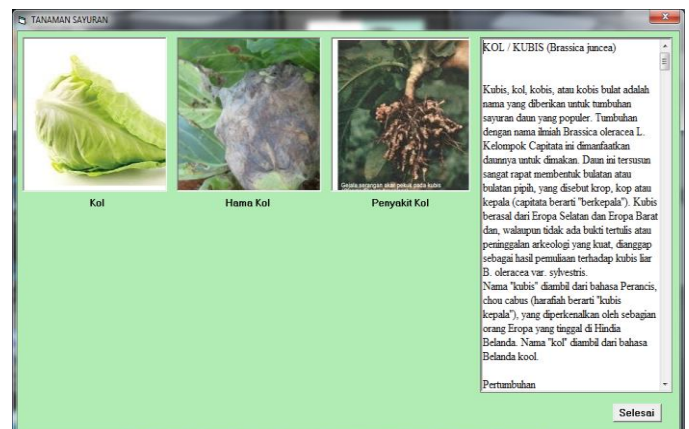 TANAMAN SAYURAN
Gejala serangan akar pekuk pada kubis
Kol
Hama Kol
Penyakit Kol
KOL / KUBIS (Brassica juncea)
Kubis, kol, kobis, atau kobis bulat adalah
nama yang diberikan untuk tumbuhan
sayuran daun yang populer. Tumbuhan
dengan nama ilmiah Brassica oleracea L.
Kelompok Capitata ini dimanfaatkan
daunnya untuk dimakan. Daun ini tersusun
sangat rapat membentuk bulatan atau
bulatan pipih, yang disebut krop, kop atau
kepala (capitata berarti "berkepala"). Kubis
berasal dari Eropa Selatan dan Eropa Barat
dan, walaupun tidak ada bukti tertulis atau
peninggalan arkeologi yang kuat, dianggap
sebagai hasil pemuliaan terhadap kubis liar
B. oleracea var. sylvestris.
Nama "kubis" diambil dari bahasa Perancis,
chou cabus (harafiah berarti "kubis
kepala"), yang diperkenalkan oleh sebagian
orang Eropa yang tinggal di Hindia
Belanda. Nama "kol" diambil dari bahasa
Belanda kool.
Pertumbuhan
Selesai